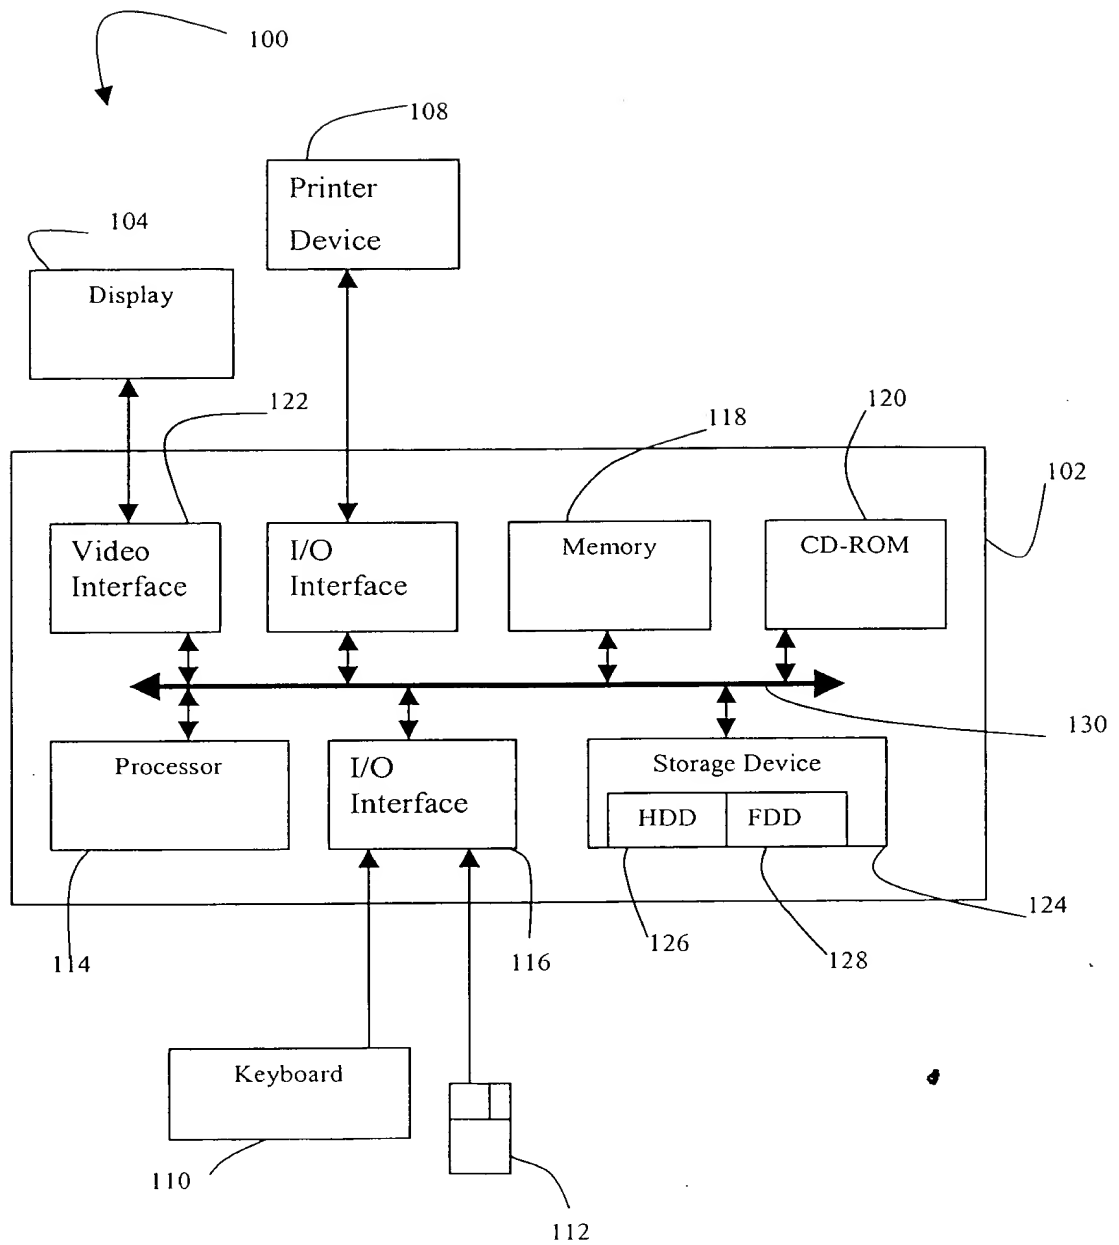 100
108
Printer
Device
104
Display
122
118
120
102
Video
Interface
I/O
Interface
Memory
CD-ROM
130
Processor
I/O
Interface
Storage Device
HDD
FDD
114
116
126
128
124
Keyboard
110
112